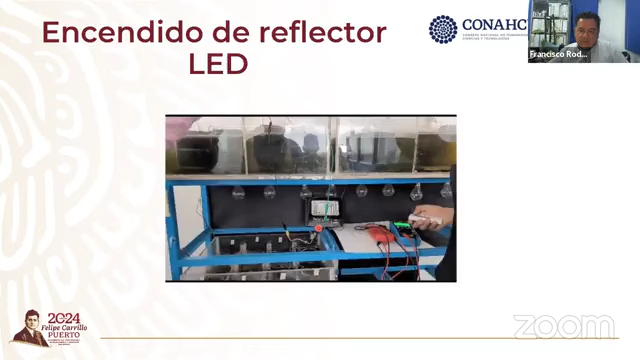 Encendido de reflector
LED
CONAHC
Francisco Rod...
2024
Felipe Carrillo
PUERTO
zoom